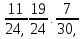 11/24, 19/24 . 7/30,